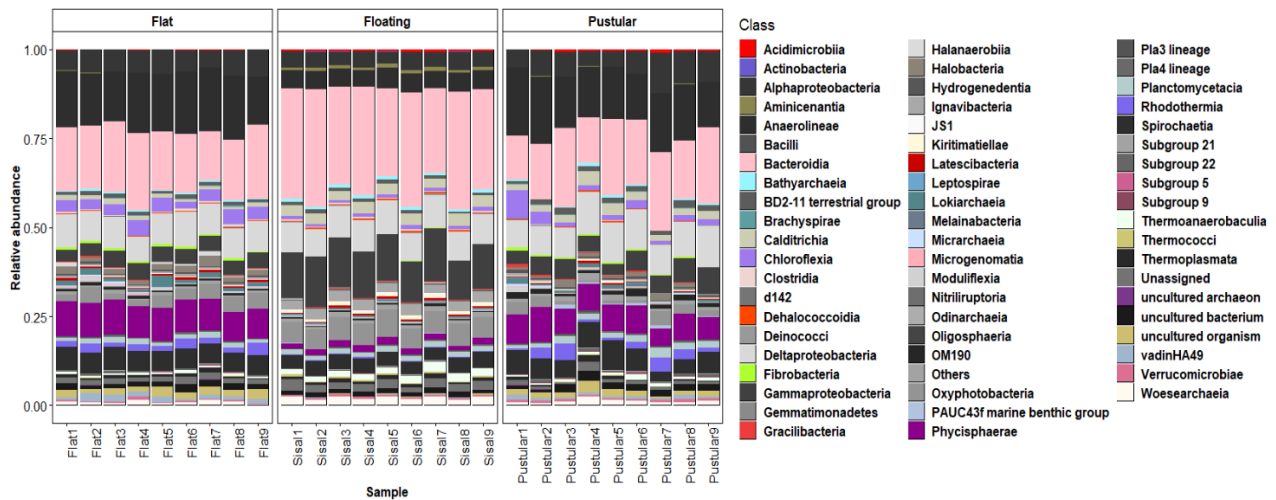 Flat
Floating
Pustular
Relative abundance
1.00
0.75
0.50
0.25
0.00
Flat1
Flat2
Flat3
Flat4
Flat5
Flat6
Flat7
Flat8
Flat9
Sisal1
Sisal2
Sisal3
Sisal4
Sisal5
Sisal6
Sisal7
Sisal8
Sisal9
Pustular1
Pustular2
Pustular3
Pustular4
Pustular5
Pustular6
Pustular7
Pustular8
Pustular9
Sample
Class
Acidimicrobiia
Actinobacteria
Alphaproteobacteria
Aminicenantia
Anaerolineae
Bacilli
Bacteroidia
Bathyarchaeia
BD2-11 terrestrial group
Brachyspirae
Calditrichia
Chloroflexia
Clostridia
d142
Dehalococcoidia
Deinococci
Deltaproteobacteria
Fibrobacteria
Gammaproteobacteria
Gemmatimonadetes
Gracilibacteria
Halanaerobiia
Halobacteria
Hydrogenedentia
Ignavibacteria
JS1
Kiritimatiellae
Latescibacteria
Leptospirae
Lokiarchaeia
Melainabacteria
Micrarchaeia
Microgenomatia
Moduliflexia
Nitriliruptoria
Odinarchaeia
Oligosphaeria
OM190
Others
Oxyphotobacteria
PAUC43f marine benthic group
Phycisphaerae
Pla3 lineage
Pla4 lineage
Planctomycetacia
Rhodothermia
Spirochaetia
Subgroup 21
Subgroup 22
Subgroup 5
Subgroup 9
Thermoanaerobaculia
Thermococci
Thermoplasmata
Unassigned
uncultured archaeon
uncultured bacterium
uncultured organism
vadinHA49
Verrucomicrobiae
Woesearchaeia